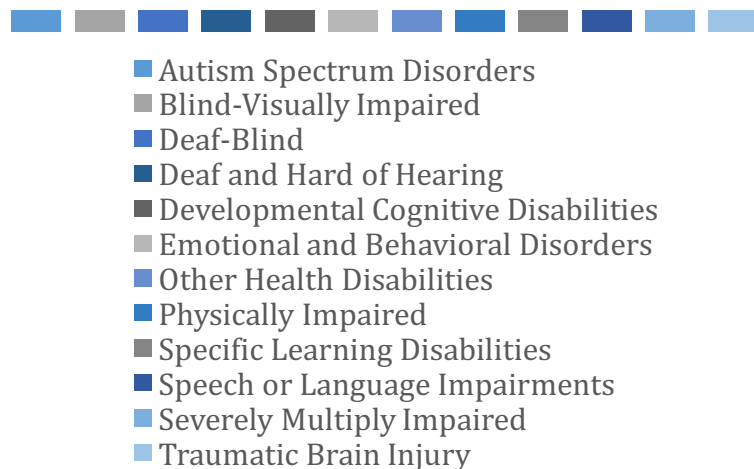 Autism Spectrum Disorders
Blind-Visually Impaired
Deaf-Blind
Deaf and Hard of Hearing
Developmental Cognitive Disabilities
Emotional and Behavioral Disorders
Other Health Disabilities
Physically Impaired
Specific Learning Disabilities
Speech or Language Impairments
Severely Multiply Impaired
Traumatic Brain Injury